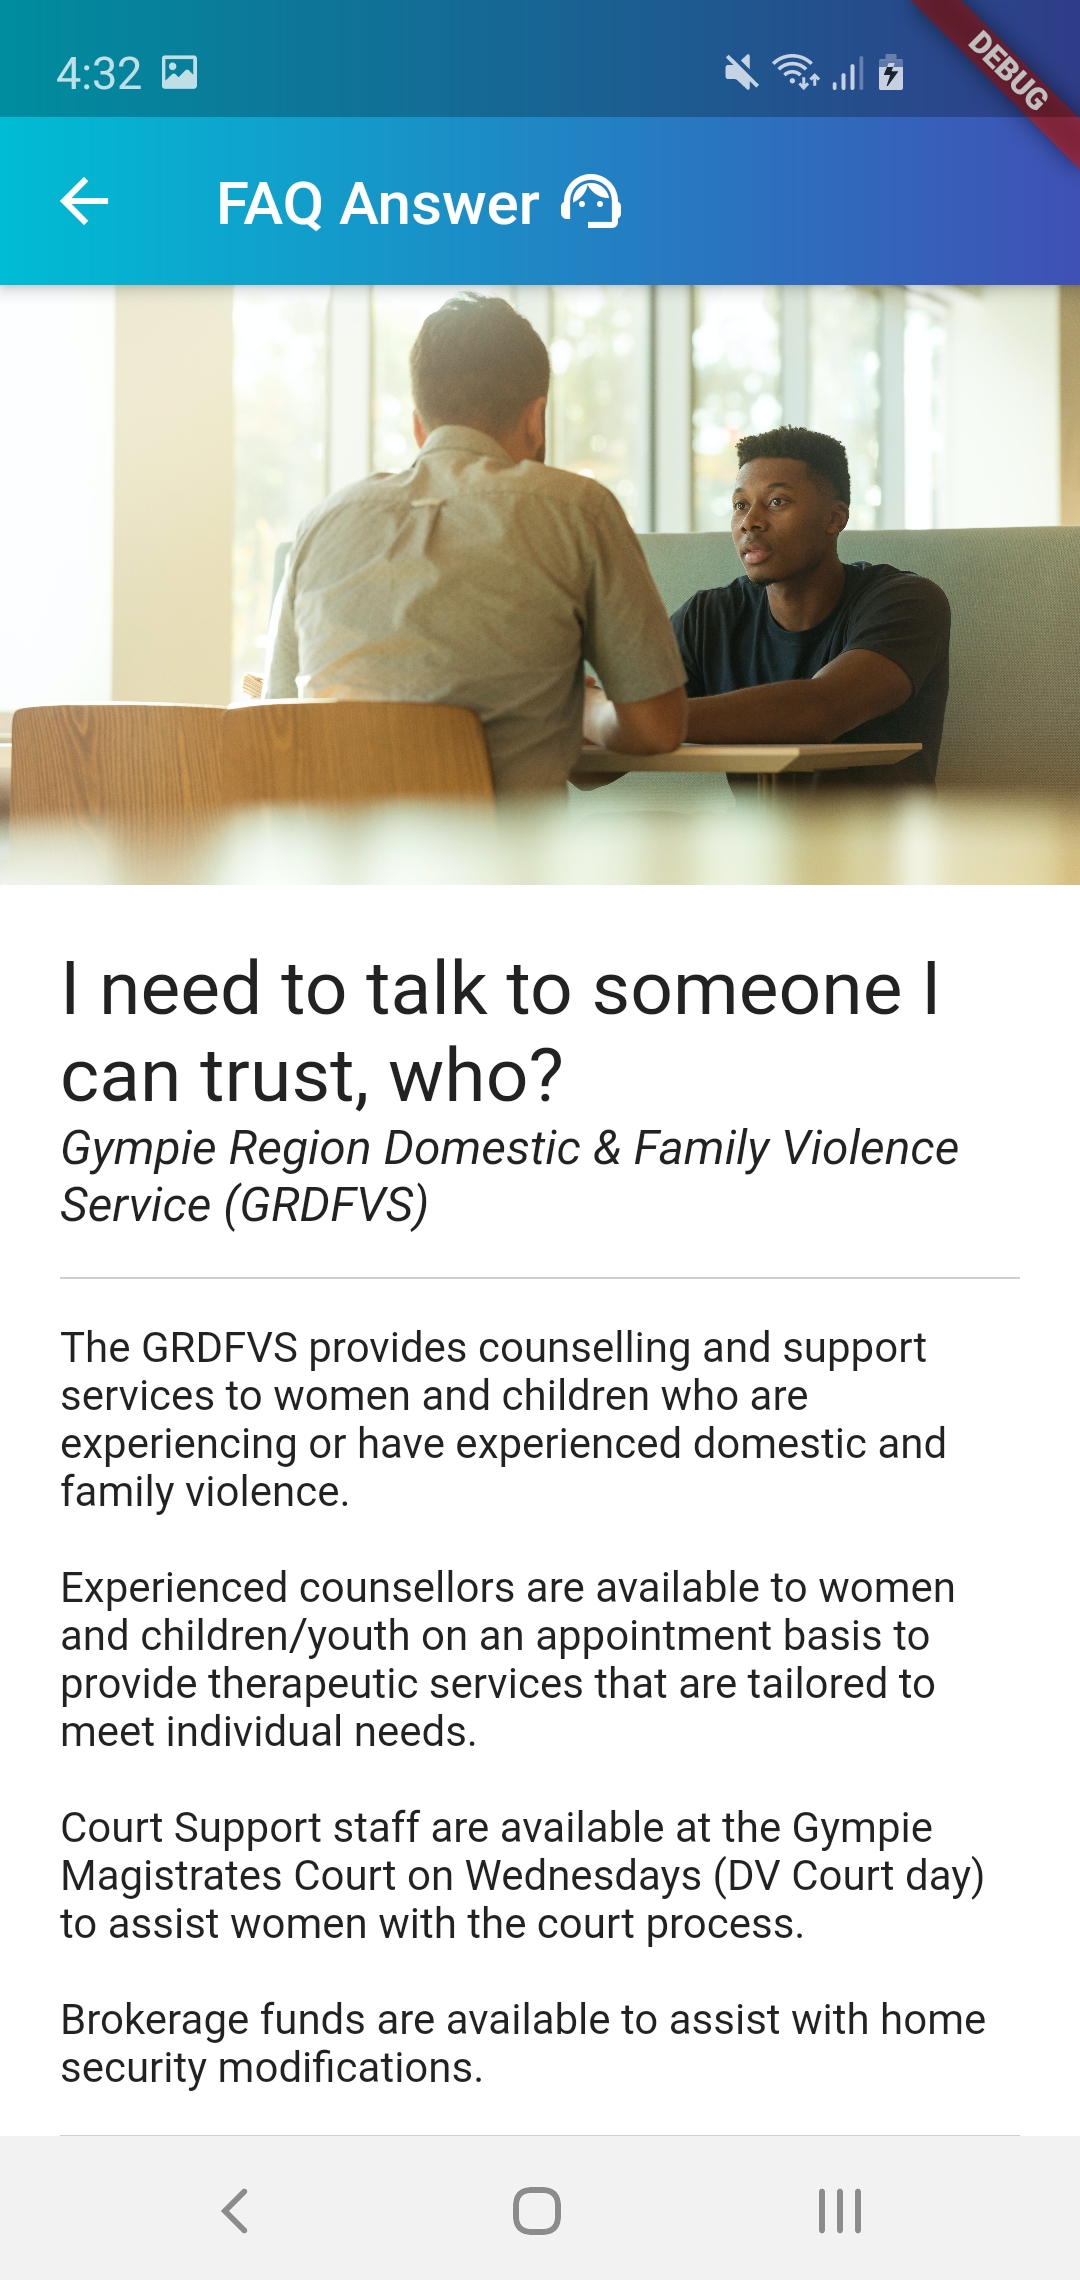 4:32
DEBUG
FAQ Answer
I need to talk to someone I
can trust, who?
Gympie Region Domestic & Family Violence
Service (GRDFVS)
The GRDFVS provides counselling and support
services to women and children who are
experiencing or have experienced domestic and
family violence.
Experienced counsellors are available to women
and children/youth on an appointment basis to
provide therapeutic services that are tailored to
meet individual needs.
Court Support staff are available at the Gympie
Magistrates Court on Wednesdays (DV Court day)
to assist women with the court process.
Brokerage funds are available to assist with home
security modifications.